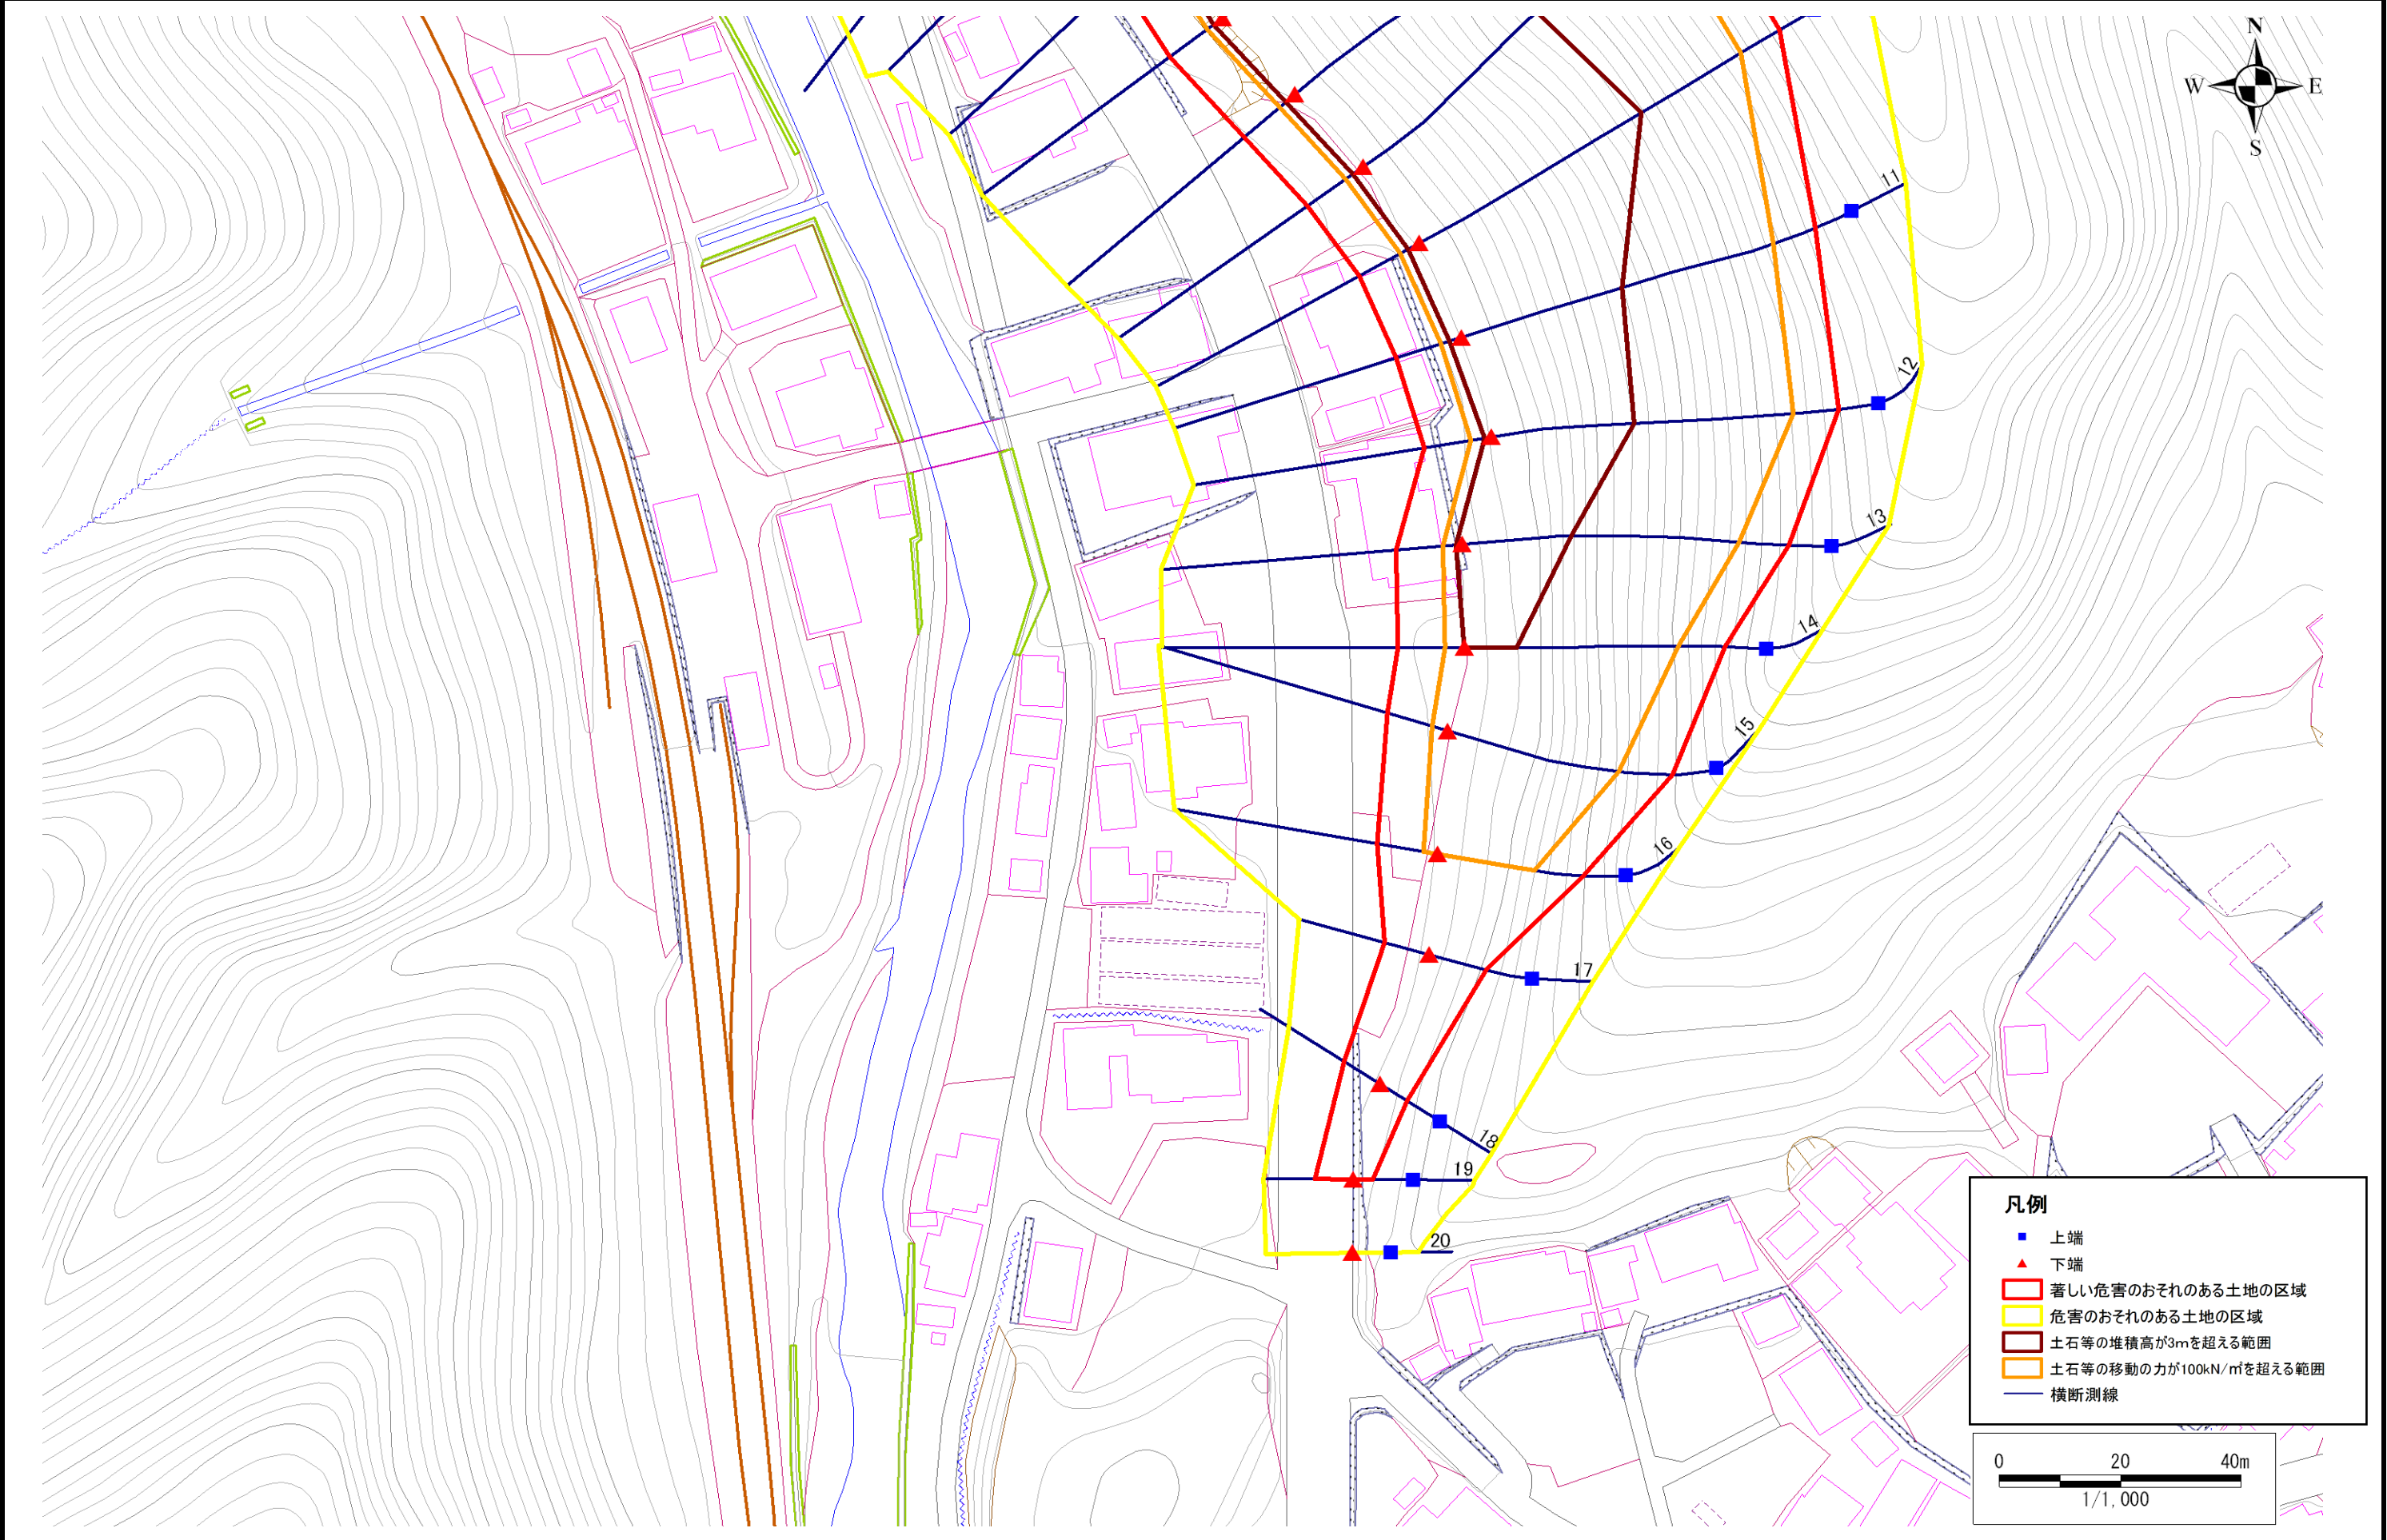 N
W E
S
11
12
13
14
15
16
17
18
19
20
凡例
上端
下端
著しい危害のおそれのある土地の区域
危害のおそれのある土地の区域
土石等の堆積高が3mを超える範囲
土石等の移動の力が100kN/㎡を超える範囲
横断測線
0 20 40m
1/1,000